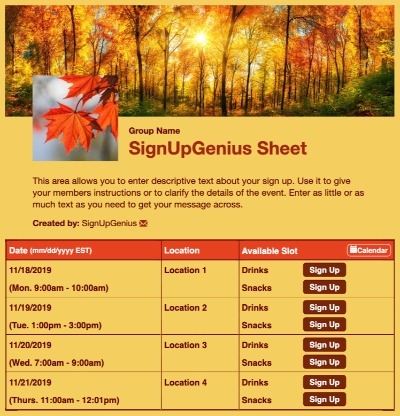 Group Name
SignUpGenius Sheet
This area allows you to enter descriptive text about your sign up. Use it to give
your members instructions or to clarify the details of the event. Enter as little or as
much text as you need to get your message across.
Created by: SignUpGenius
Date (mm/dd/yyyy EST) Location Available Slot Calendar
11/18/2019 Location 1 Drinks Sign Up
(Mon. 9:00am - 10:00am) Snacks Sign Up
11/19/2019 Location 2 Drinks Sign Up
(Tue. 1:00pm - 3:00pm) Snacks Sign Up
11/20/2019 Location 3 Drinks Sign Up
(Wed. 7:00am - 9:00am) Snacks Sign Up
11/21/2019 Location 4 Drinks Sign Up
(Thurs. 11:00am - 12:01pm) Snacks Sign Up